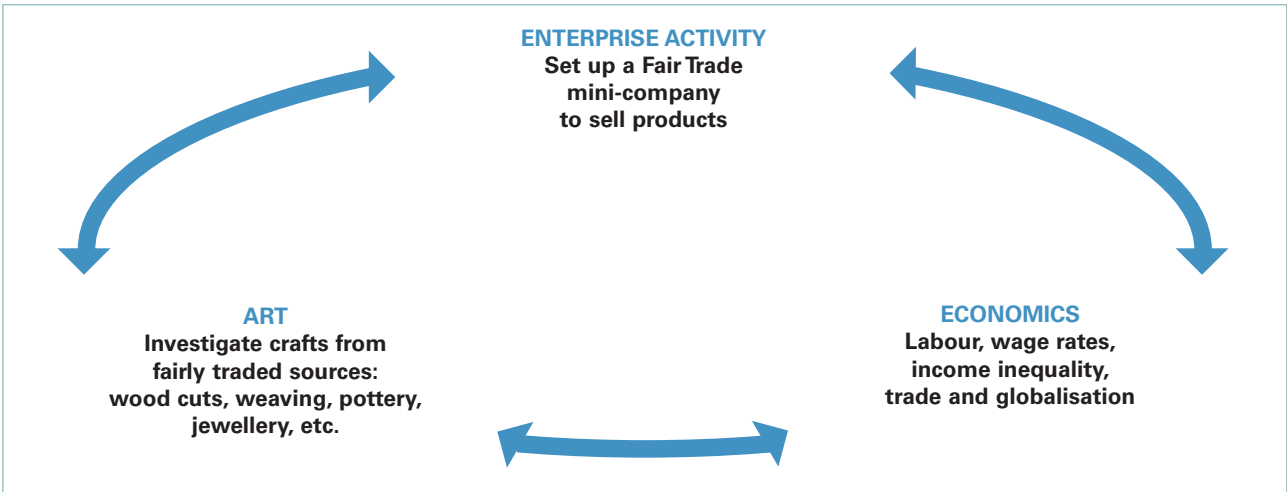 ENTERPRISE ACTIVITY
Set up a Fair Trade
mini-company
to sell products
ART
Investigate crafts from
fairly traded sources:
wood cuts, weaving, pottery,
jewellery, etc.
ECONOMICS
Labour, wage rates,
income inequality,
trade and globalisation